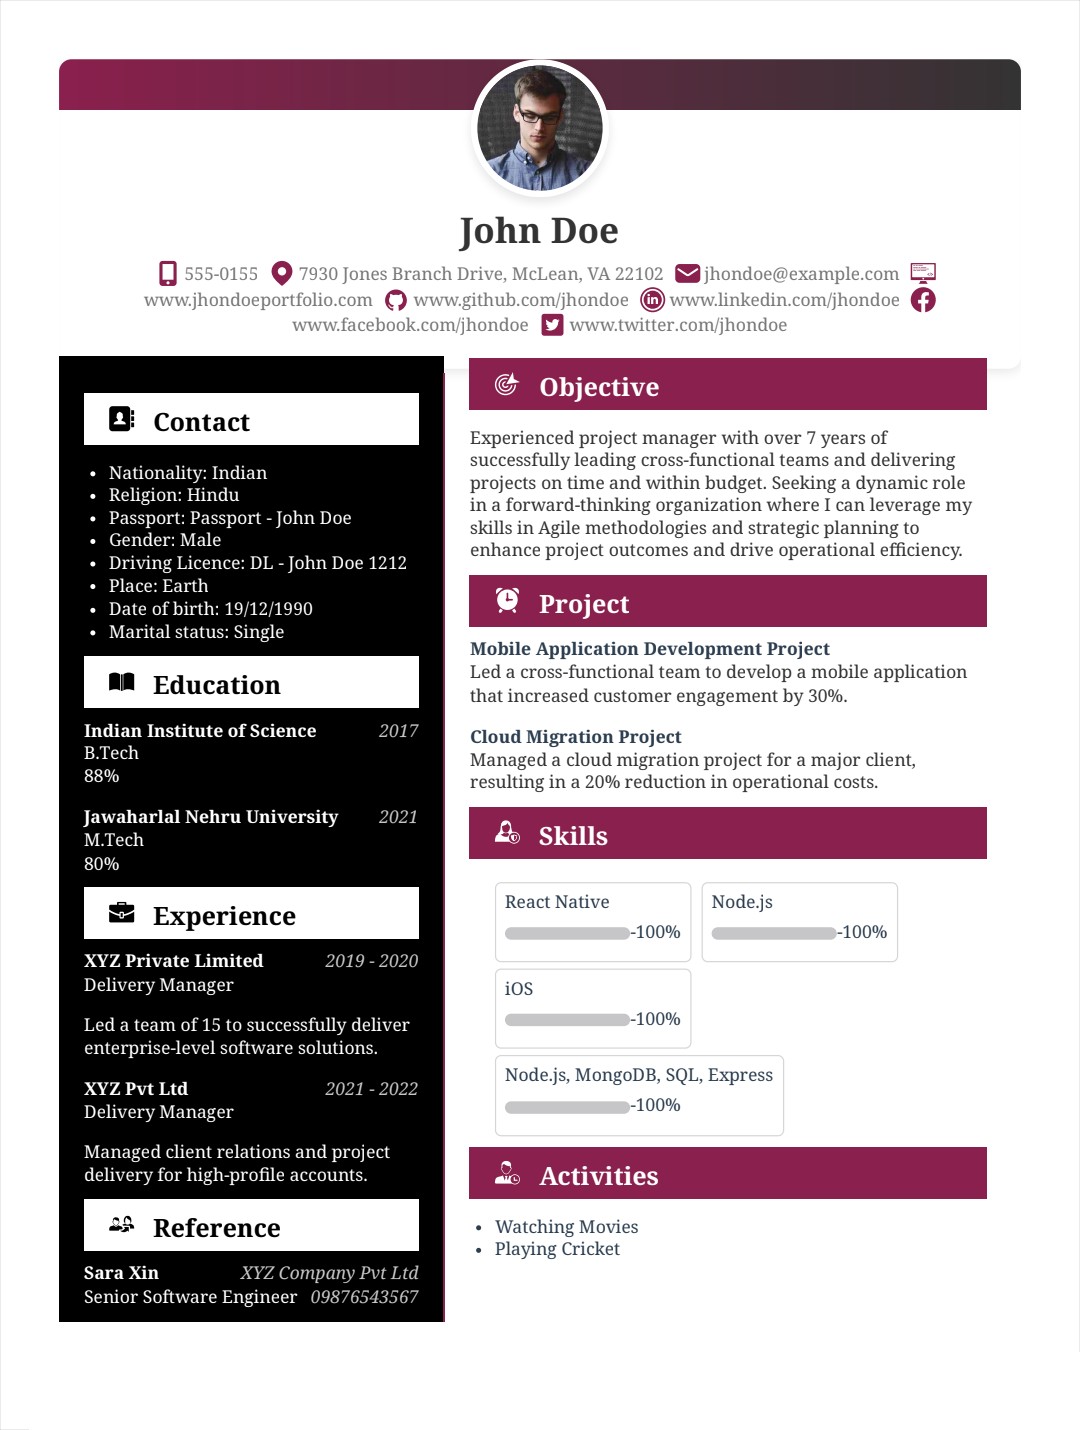 John Doe
555-0155 7930 Jones Branch Drive, McLean, VA 22102 jhondoe@example.com
www.jhondoeportfolio.com www.github.com/jhondoe www.linkedin.com/jhondoe
www.facebook.com/jhondoe www.twitter.com/jhondoe
Contact
Nationality: Indian
Religion: Hindu
Passport: Passport - John Doe
Gender: Male
Driving Licence: DL - John Doe 1212
Place: Earth
Date of birth: 19/12/1990
Marital status: Single
Education
Indian Institute of Science 2017
B.Tech
88%
Jawaharlal Nehru University 2021
M.Tech
80%
Experience
XYZ Private Limited 2019 - 2020
Delivery Manager
Led a team of 15 to successfully deliver
enterprise-level software solutions.
XYZ Pvt Ltd 2021 - 2022
Delivery Manager
Managed client relations and project
delivery for high-profile accounts.
Reference
Sara Xin XYZ Company Pvt Ltd
Senior Software Engineer 09876543567
Objective
Experienced project manager with over 7 years of
successfully leading cross-functional teams and delivering
projects on time and within budget. Seeking a dynamic role
in a forward-thinking organization where I can leverage my
skills in Agile methodologies and strategic planning to
enhance project outcomes and drive operational efficiency.
Project
Mobile Application Development Project
Led a cross-functional team to develop a mobile application
that increased customer engagement by 30%.
Cloud Migration Project
Managed a cloud migration project for a major client,
resulting in a 20% reduction in operational costs.
Skills
React Native
-100%
Node.js
-100%
iOS
-100%
Node.js, MongoDB, SQL, Express
-100%
Activities
Watching Movies
Playing Cricket